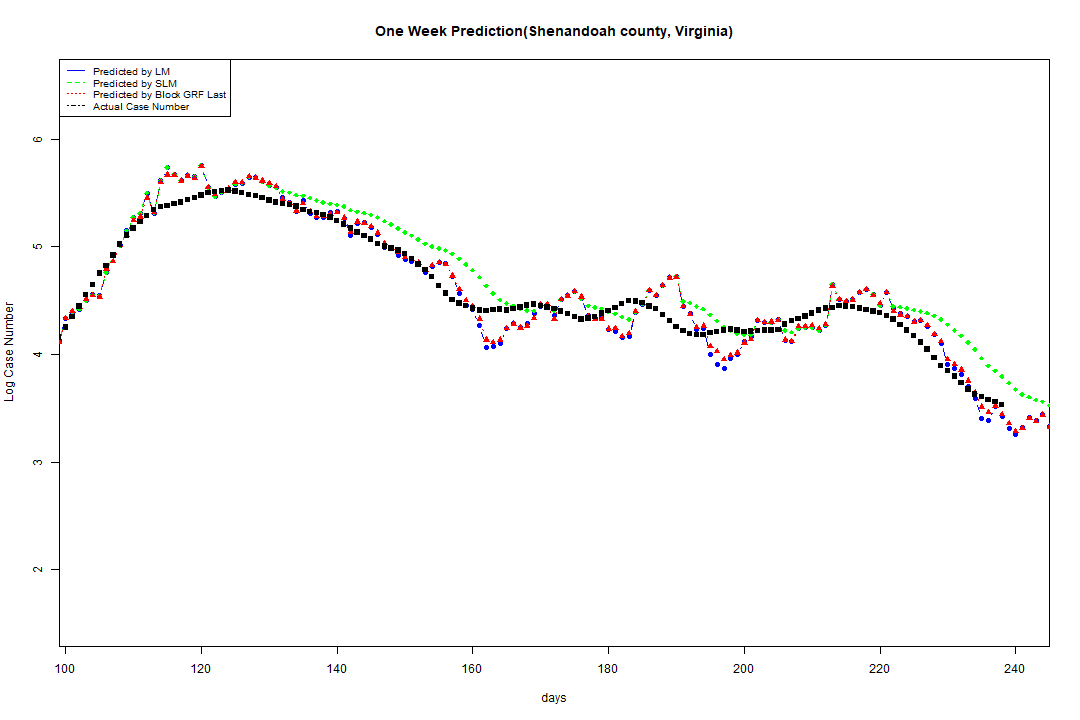 One Week Prediction(Shenandoah county, Virginia)
Predicted by LM
Predicted by SLM
Predicted by Block GRF Last
Actual Case Number
6
5
4
3
2
Log Case Number
100 120 140 160 180 200 220 240
days